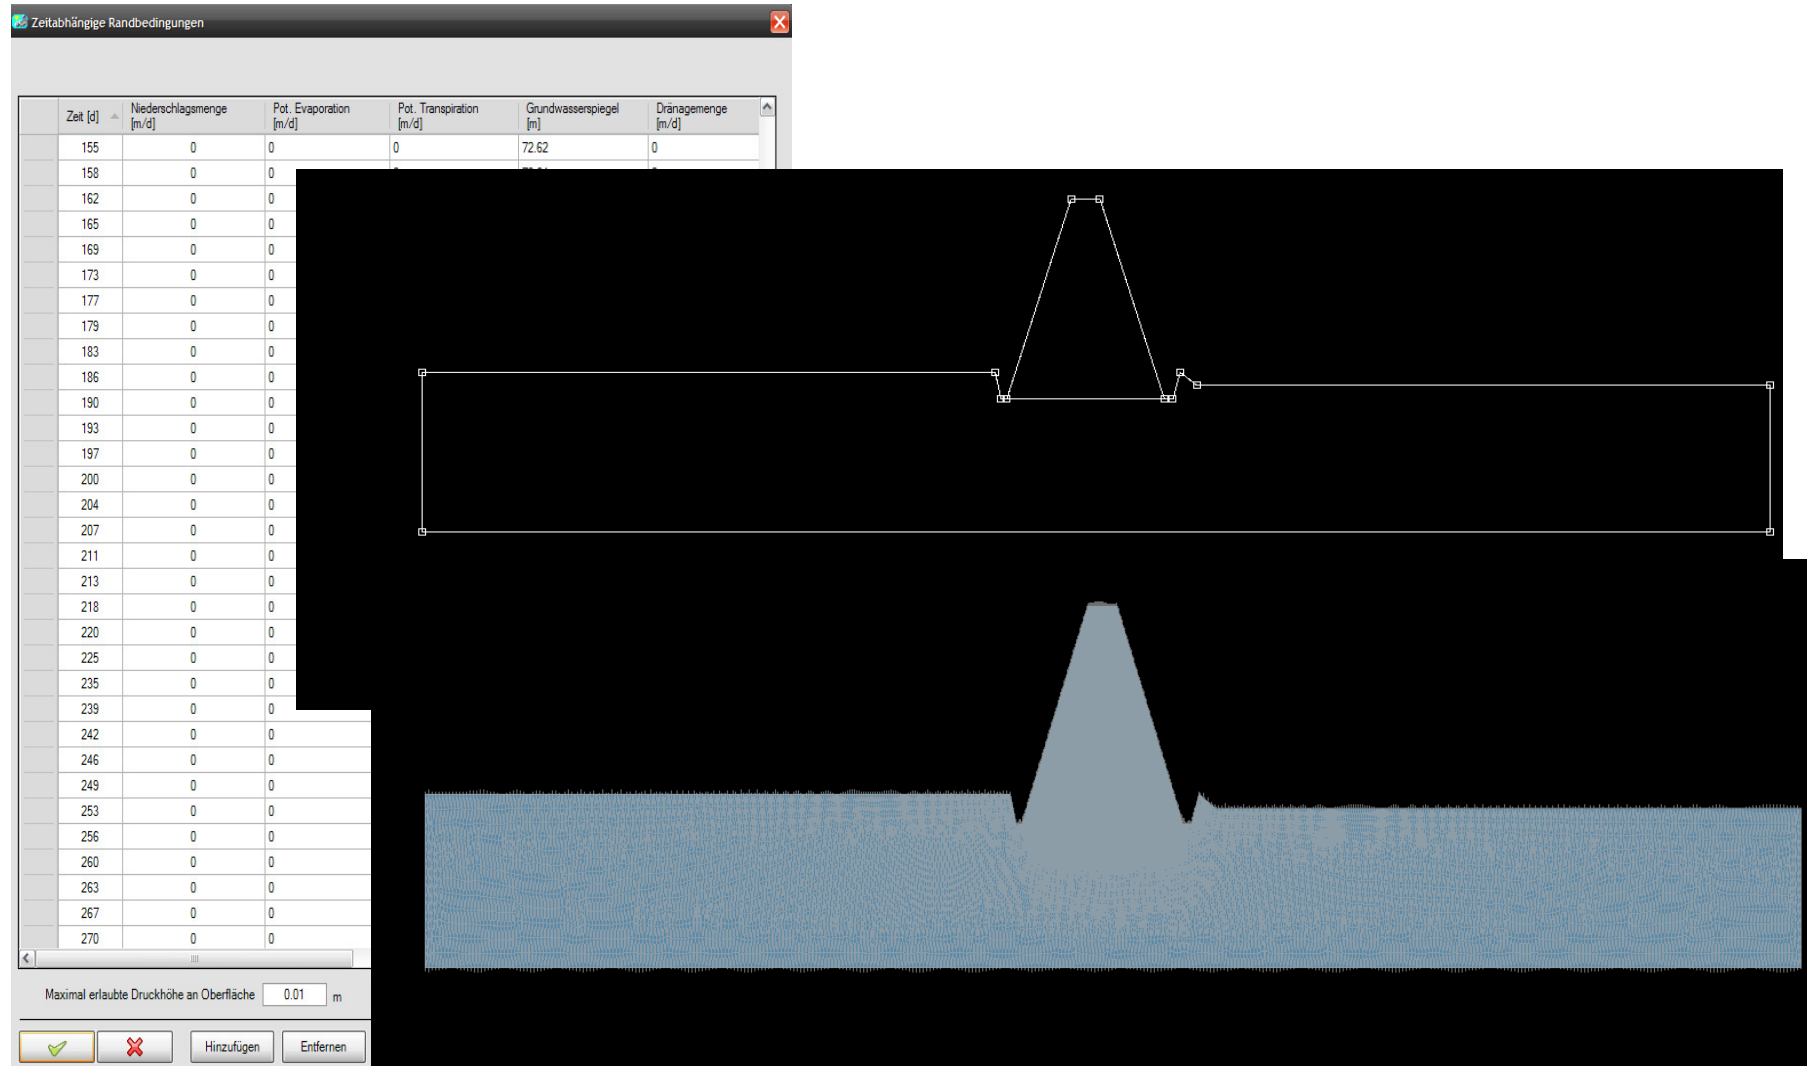 Zeitabhängige Randbedingungen
Zeit [d] Niederschlagsmenge [m/d] Pot. Evaporation [m/d] Pot. Transpiration [m/d] Grundwasserspiegel [m] Dränagemenge [m/d]
155 0 0 0 72.62 0
158 0 0
162 0 0
165 0 0
169 0 0
173 0 0
177 0 0
179 0 0
183 0 0
186 0 0
190 0 0
193 0 0
197 0 0
200 0 0
204 0 0
207 0 0
211 0 0
213 0 0
218 0 0
220 0 0
225 0 0
235 0 0
239 0 0
242 0 0
246 0 0
249 0 0
253 0 0
256 0 0
260 0 0
263 0 0
267 0 0
270 0 0
Maximal erlaubte Druckhöhe an Oberfläche 0.01 m
Hinzufügen Entfernen